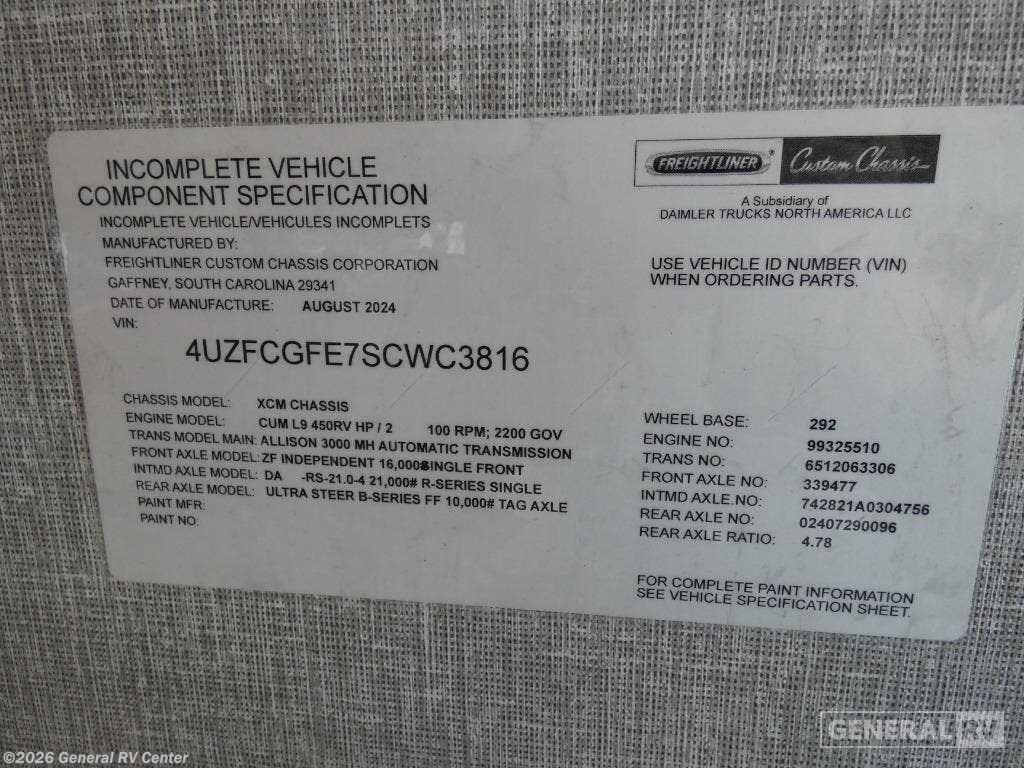 INCOMPLETE VEHICLE
COMPONENT SPECIFICATION
INCOMPLETE VEHICLE/VEHICULES INCOMPLETS
MANUFACTURED BY:
FREIGHTLINER CUSTOM CHASSIS CORPORATION
GAFFNEY, SOUTH CAROLINA 29341
DATE OF MANUFACTURE: AUGUST 2024
VIN:
4UZFCGFE7SCWC3816
FREIGHTLINER® Custom Chassis
A Subsidiary of
DAIMLER TRUCKS NORTH AMERICA LLC
USE VEHICLE ID NUMBER (VIN)
WHEN ORDERING PARTS.
CHASSIS MODEL: XCM CHASSIS
ENGINE MODEL: CUM L9 450RV HP / 2 100 RPM; 2200 GOV
TRANS MODEL MAIN: ALLISON 3000 MH AUTOMATIC TRANSMISSION
FRONT AXLE MODEL: ZF INDEPENDENT 16,000# SINGLE FRONT
INTMD AXLE MODEL: DA -RS-21.0-4 21,000# R-SERIES SINGLE
REAR AXLE MODEL: ULTRA STEER B-SERIES FF 10,000# TAG AXLE
PAINT MFR:
PAINT NO:
WHEEL BASE: 292
ENGINE NO: 99325510
TRANS NO: 6512063306
FRONT AXLE NO: 339477
INTMD AXLE.NO: 742821A0304756
REAR AXLE NO: 02407290096
REAR AXLE RATIO: 4.78
FOR COMPLETE PAINT INFORMATION
SEE VEHICLE SPECIFICATION SHEET.
GENERAL RV
©2026 General RV Center